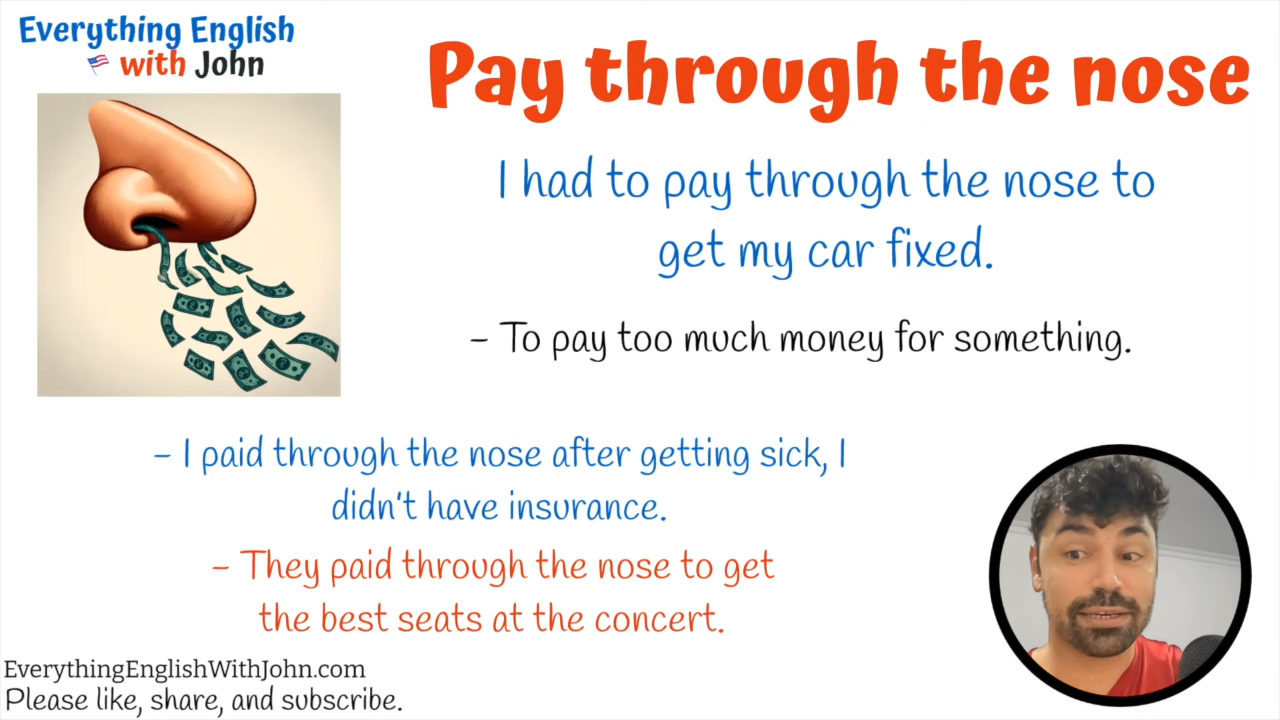 Everything English
with John
Pay through the nose
I had to pay through the nose to
get my car fixed.
- To pay too much money for something.
- I paid through the nose after getting sick, I
didn't have insurance.
- They paid through the nose to get
the best seats at the concert.
EverythingEnglishWithJohn.com
Please like, share, and subscribe.